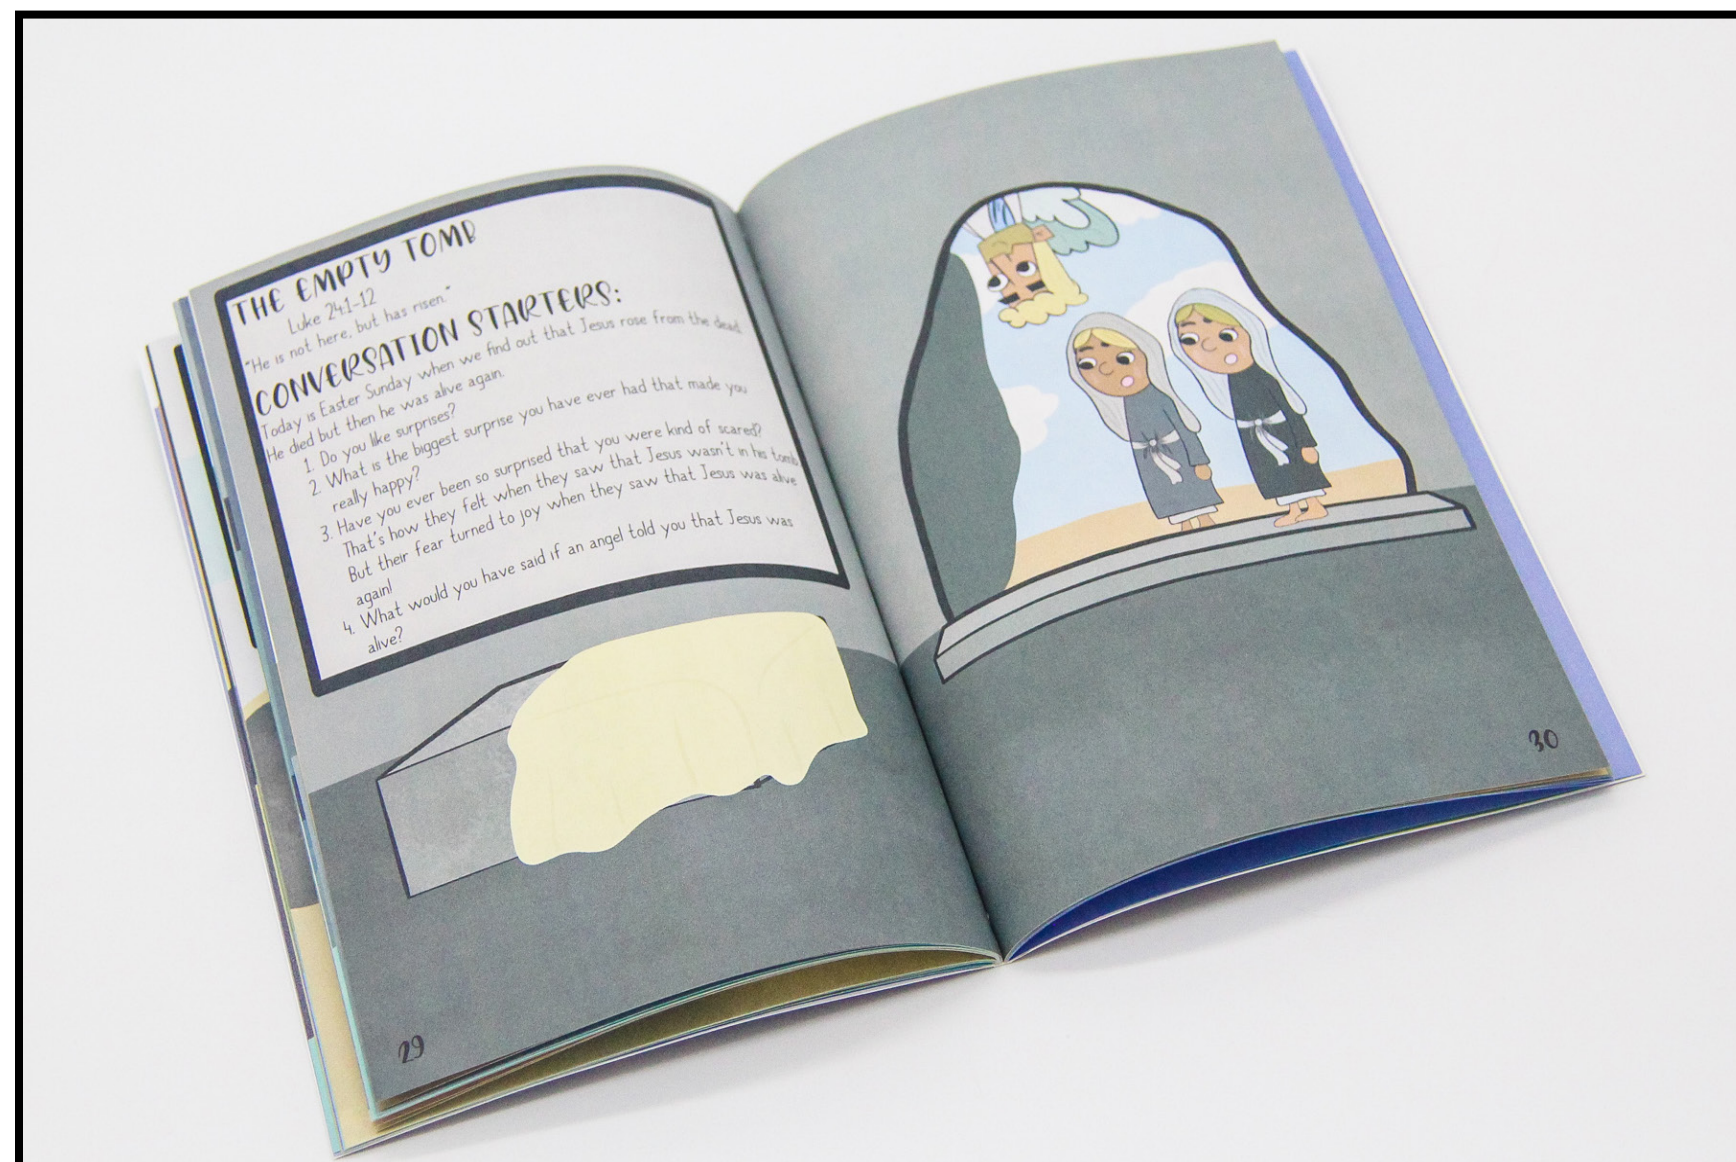 THE EMPTY TOMB
Luke 24:1-12
"He is not here, but has risen."
CONVERSATION STARTERS:
Today is Easter Sunday when we find out that Jesus rose from the dead.
He died but then he was alive again.
1. Do you like surprises?
2. What is the biggest surprise you have ever had that made you
really happy?
3. Have you ever been so surprised that you were kind of scared?
That's how they felt when they saw that Jesus wasn't in his tomb.
But their fear turned to joy when they saw that Jesus was alive
again!
4. What would you have said if an angel told you that Jesus was
alive?
29
30